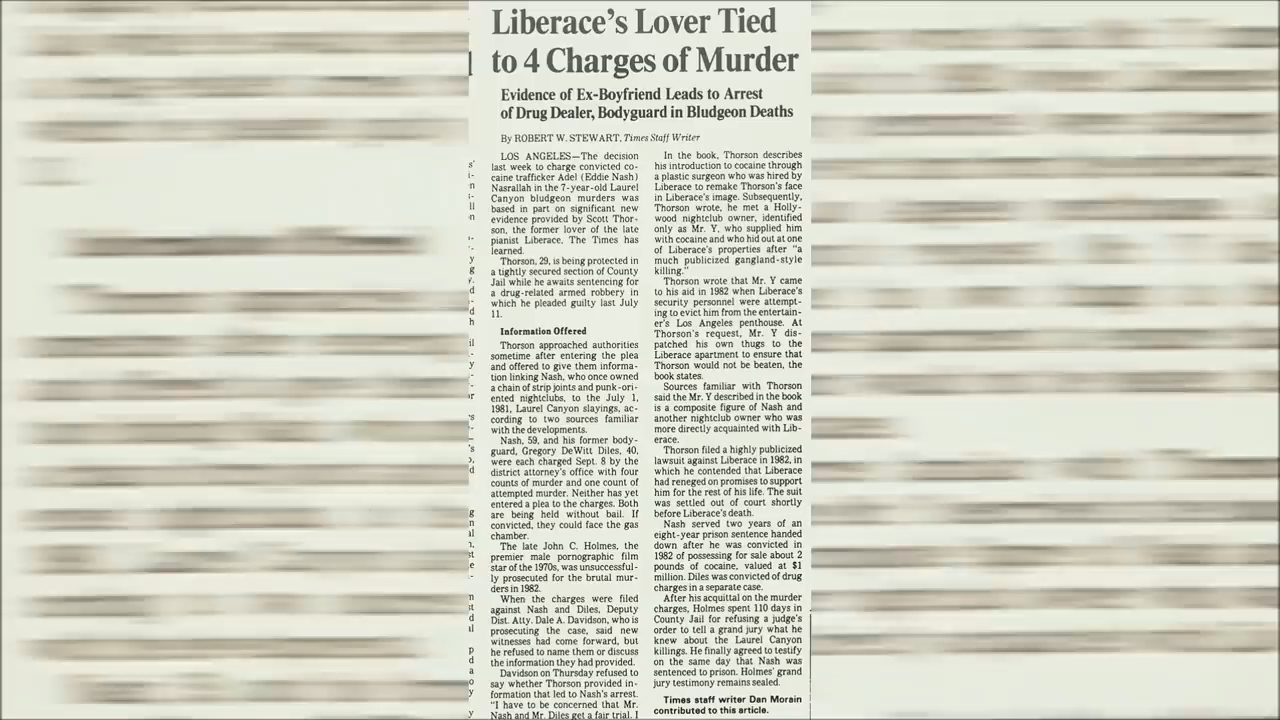 Liberace's Lover Tied
to 4 Charges of Murder
Evidence of Ex-Boyfriend Leads to Arrest
of Drug Dealer, Bodyguard in Bludgeon Deaths
By ROBERT W. STEWART, Times Staff Writer
LOS ANGELES—The decision
last week to charge convicted co-
caine trafficker Adel (Eddie Nash)
Nasrallah in the 7-year-old Laurel
Canyon bludgeon murders was
based in part on significant new
evidence provided by Scott Thor-
son, the former lover of the late
pianist Liberace, The Times has
learned.
Thorson, 29, is being protected in
a tightly secured section of County
Jail while he awaits sentencing for
a drug-related armed robbery in
which he pleaded guilty last July
11.
Information Offered
Thorson approached authorities
sometime after entering the plea
and offered to give them informa-
tion linking Nash, who once owned
a chain of strip joints and punk-ori-
ented nightclubs, to the July 1,
1981, Laurel Canyon slayings, ac-
cording to two sources familiar
with the developments.
Nash, 59, and his former body-
guard, Gregory DeWitt Diles, 40,
were each charged Sept. 8 by the
district attorney's office with four
counts of murder and one count of
attempted murder. Neither has yet
entered a plea to the charges. Both
are being held without bail. If
convicted, they could face the gas
chamber.
The late John C. Holmes, the
premier male pornographic film
star of the 1970s, was unsuccessful-
ly prosecuted for the brutal mur-
ders in 1982.
When the charges were filed
against Nash and Diles, Deputy
Dist. Atty. Dale A. Davidson, who is
prosecuting the case, said new
witnesses had come forward, but
he refused to name them or discuss
the information they had provided.
Davidson on Thursday refused to
say whether Thorson provided in-
formation that led to Nash's arrest.
"I have to be concerned that Mr.
Nash and Mr. Diles get a fair trial. I
In the book, Thorson describes
his introduction to cocaine through
a plastic surgeon who was hired by
Liberace to remake Thorson's face
in Liberace's image. Subsequently,
Thorson wrote, he met a Holly-
wood nightclub owner, identified
only as Mr. Y, who supplied him
with cocaine and who hid out at one
of Liberace's properties after "a
much publicized gangland-style
killing."
Thorson wrote that Mr. Y came
to his aid in 1982 when Liberace's
security personnel were attempt-
ing to evict him from the entertain-
er's Los Angeles penthouse. At
Thorson's request, Mr. Y dis-
patched his own thugs to the
Liberace apartment to ensure that
Thorson would not be beaten, the
book states.
Sources familiar with Thorson
said the Mr. Y described in the book
is a composite figure of Nash and
another nightclub owner who was
more directly acquainted with Lib-
erace.
Thorson filed a highly publicized
lawsuit against Liberace in 1982, in
which he contended that Liberace
had reneged on promises to support
him for the rest of his life. The suit
was settled out of court shortly
before Liberace's death.
Nash served two years of an
eight-year prison sentence handed
down after he was convicted in
1982 of possessing for sale about 2
pounds of cocaine, valued at $1
million. Diles was convicted of drug
charges in a separate case.
After his acquittal on the murder
charges, Holmes spent 110 days in
County Jail for refusing a judge's
order to tell a grand jury what he
knew about the Laurel Canyon
killings. He finally agreed to testify
on the same day that Nash was
sentenced to prison. Holmes' grand
jury testimony remains sealed.
Times staff writer Dan Morain
contributed to this article.